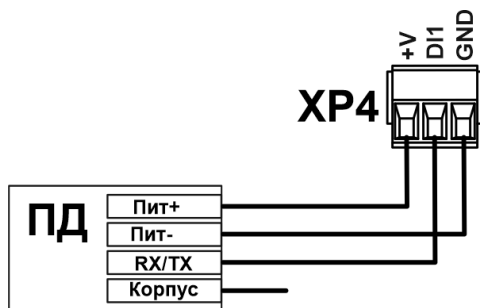 +V DI1 GND
XP4
ПД
Пит+
Пит-
RX/TX
Корпус